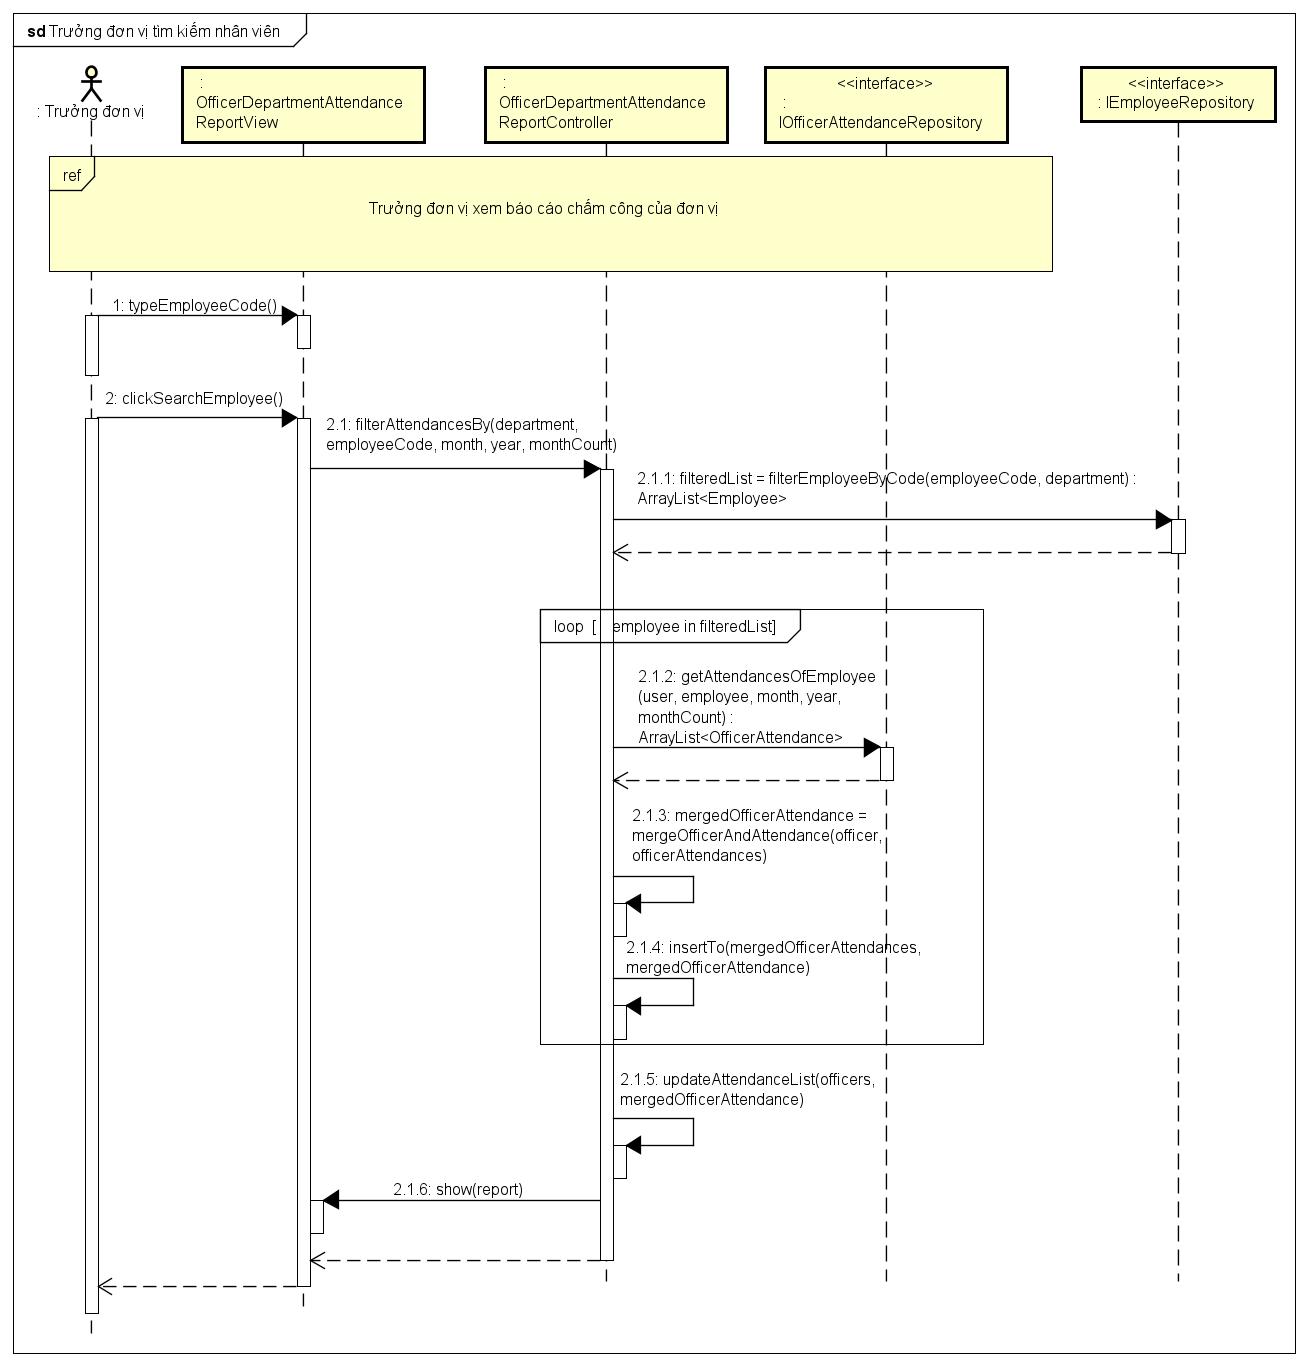 sd Trưởng đơn vị tìm kiếm nhân viên
: Trưởng đơn vị
:
OfficerDepartmentAttendance
ReportView
:
OfficerDepartmentAttendance
ReportController
<<interface>>
:
IOfficerAttendanceRepository
<<interface>>
: IEmployeeRepository
ref
Trưởng đơn vị xem báo cáo chấm công của đơn vị
1: typeEmployeeCode()
2: clickSearchEmployee()
2.1: filterAttendancesBy(department,
employeeCode, month, year, monthCount)
2.1.1: filteredList = filterEmployeeByCode(employeeCode, department) :
ArrayList<Employee>
loop [ employee in filteredList]
2.1.2: getAttendancesOfEmployee
(user, employee, month, year,
monthCount) :
ArrayList<OfficerAttendance>
2.1.3: mergedOfficerAttendance =
mergeOfficerAndAttendance(officer,
officerAttendances)
2.1.4: insertTo(mergedOfficerAttendances,
mergedOfficerAttendance)
2.1.5: updateAttendanceList(officers,
mergedOfficerAttendance)
2.1.6: show(report)